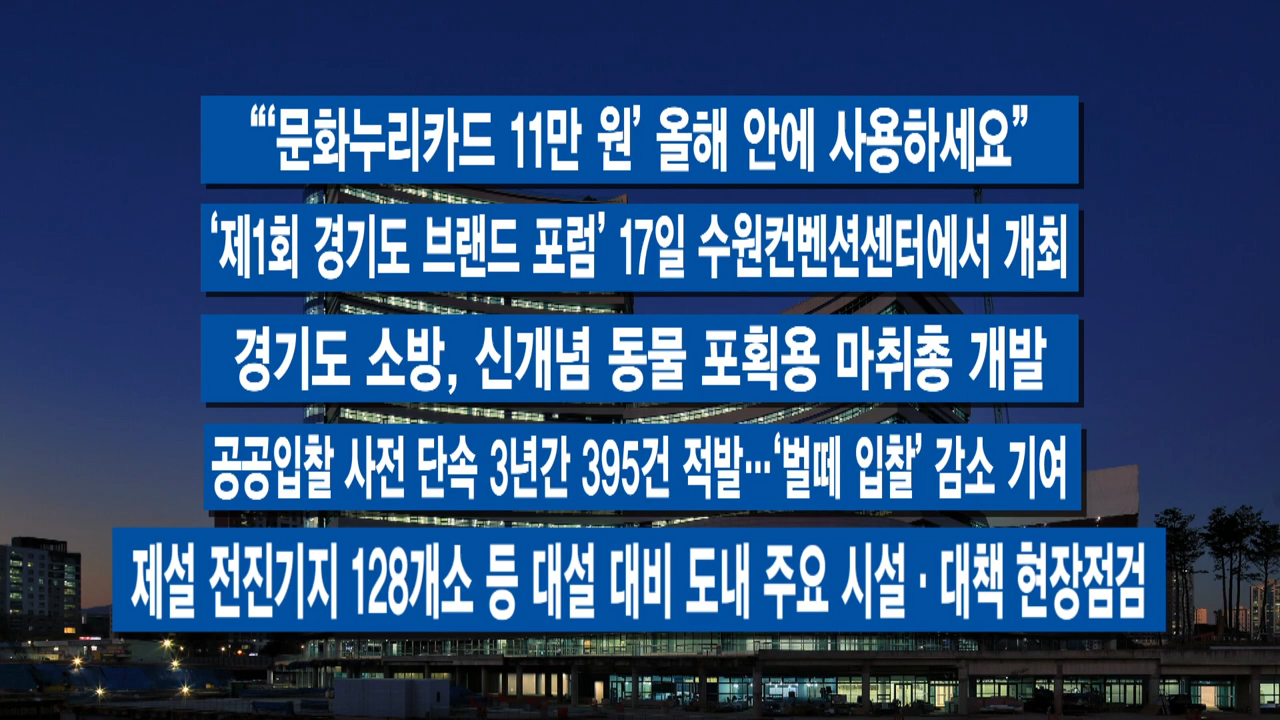 “‘문화누리카드 11만 원’ 올해 안에 사용하세요”
‘제1회 경기도 브랜드 포럼’ 17일 수원컨벤션센터에서 개최
경기도 소방, 신개념 동물 포획용 마취총 개발
공공입찰 사전 단속 3년간 395건 적발…‘벌떼 입찰’ 감소 기여
제설 전진기지 128개소 등 대설 대비 도내 주요 시설·대책 현장점검